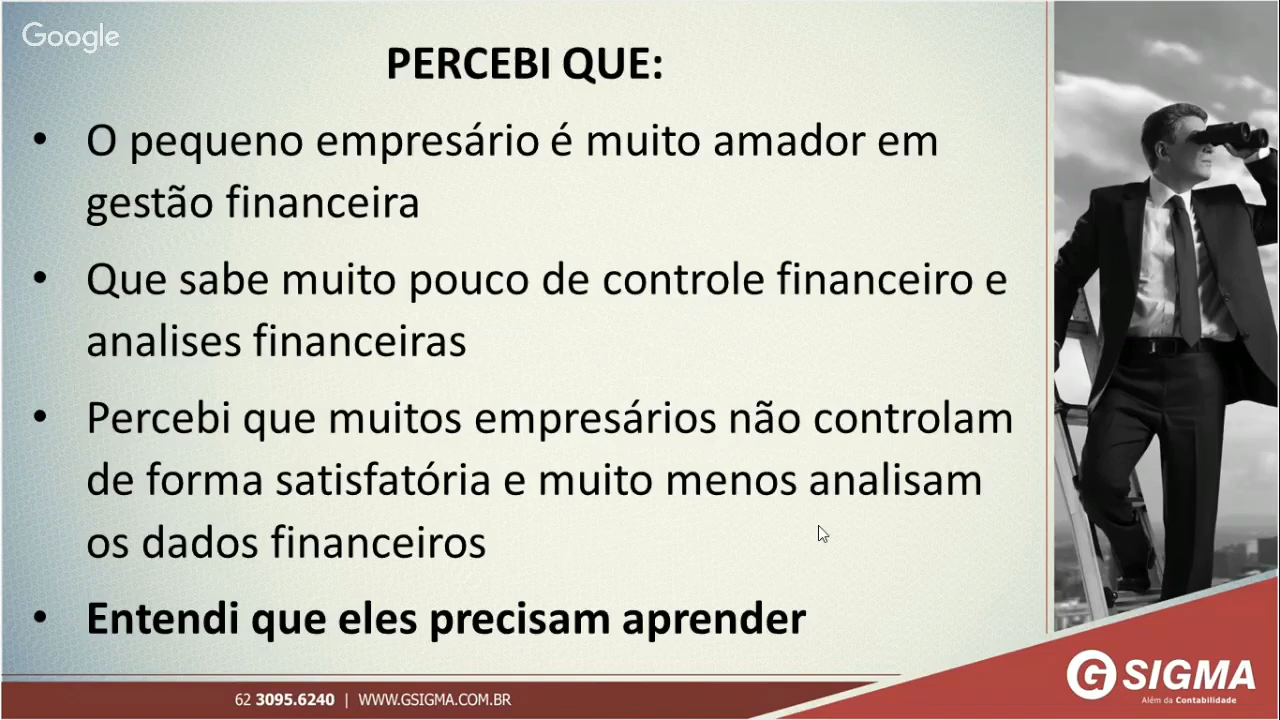 Google
PERCEBI QUE:
• O pequeno empresário é muito amador em
gestão financeira
• Que sabe muito pouco de controle financeiro e
analises financeiras
• Percebi que muitos empresários não controlam
de forma satisfatória e muito menos analisam
os dados financeiros
• Entendi que eles precisam aprender
62 3095.6240 | WWW.GSIGMA.COM.BR
G SIGMA
Além da Contabilidade